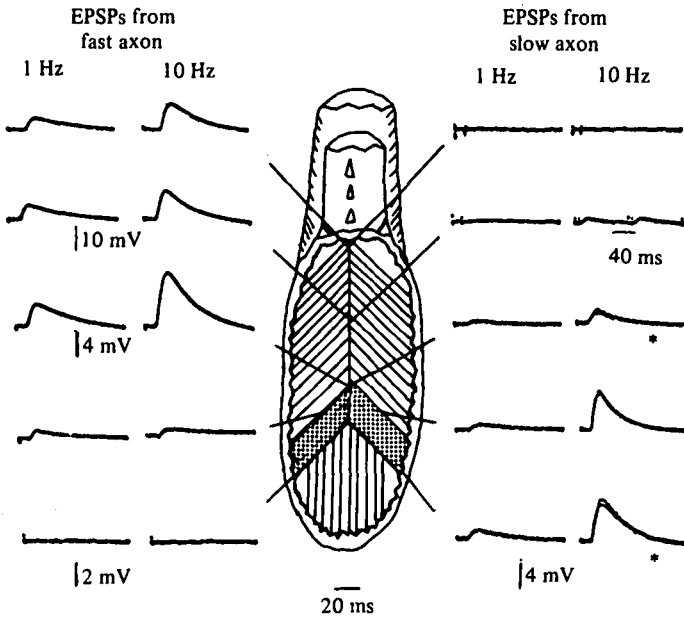 EPSPs from
fast axon
1 Hz 10 Hz
EPSPs from
slow axon
1 Hz 10 Hz
10 mV
40 ms
4 mV
*
2 mV
20 ms
4 mV
*